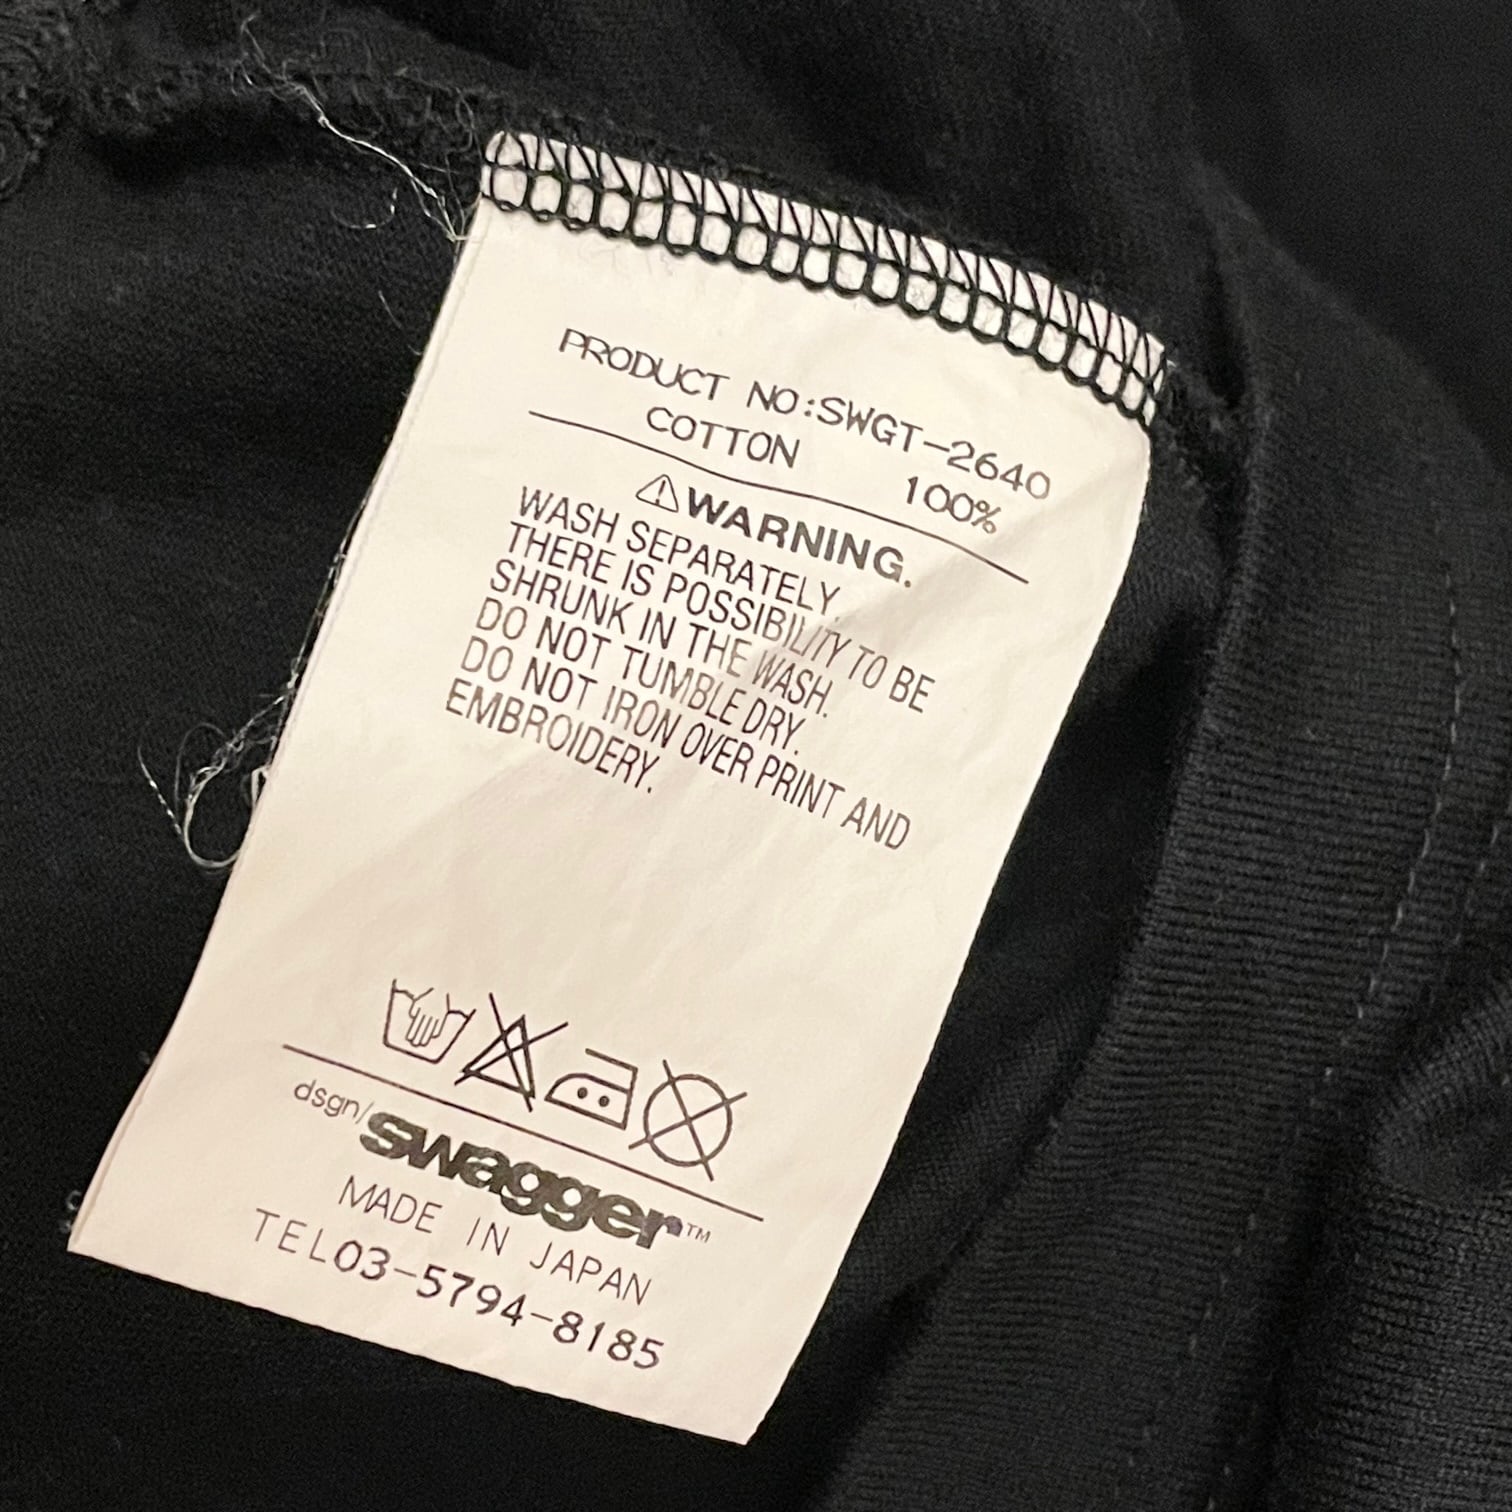 PRODUCT NO:SWGT-2640
COTTON 100%
WARNING.
WASH SEPARATELY.
THERE IS POSSIBILITY TO BE
SHRUNK IN THE WASH.
DO NOT TUMBLE DRY.
DO NOT IRON OVER PRINT AND
EMBROIDERY.
dsgn/swagger™
MADE IN JAPAN
TEL03-5794-8185